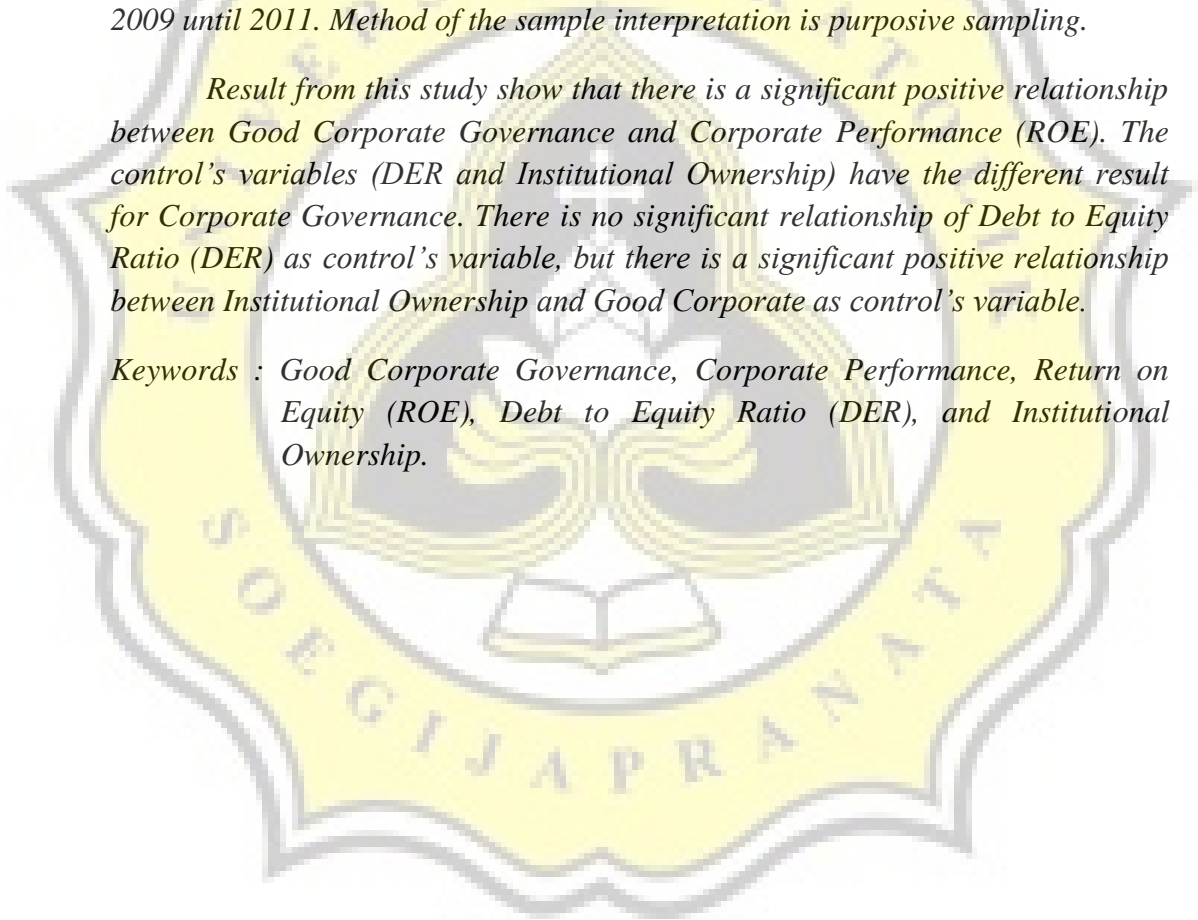 2009 until 2011. Method of the sample interpretation is purposive sampling.
Result from this study show that there is a significant positive relationship
between Good Corporate Governance and Corporate Performance (ROE). The
control’s variables (DER and Institutional Ownership) have the different result
for Corporate Governance. There is no significant relationship of Debt to Equity
Ratio (DER) as control’s variable, but there is a significant positive relationship
between Institutional Ownership and Good Corporate as control’s variable.
Keywords : Good Corporate Governance, Corporate Performance, Return on
Equity (ROE), Debt to Equity Ratio (DER), and Institutional
Ownership.
SOEGIJAPRANATA